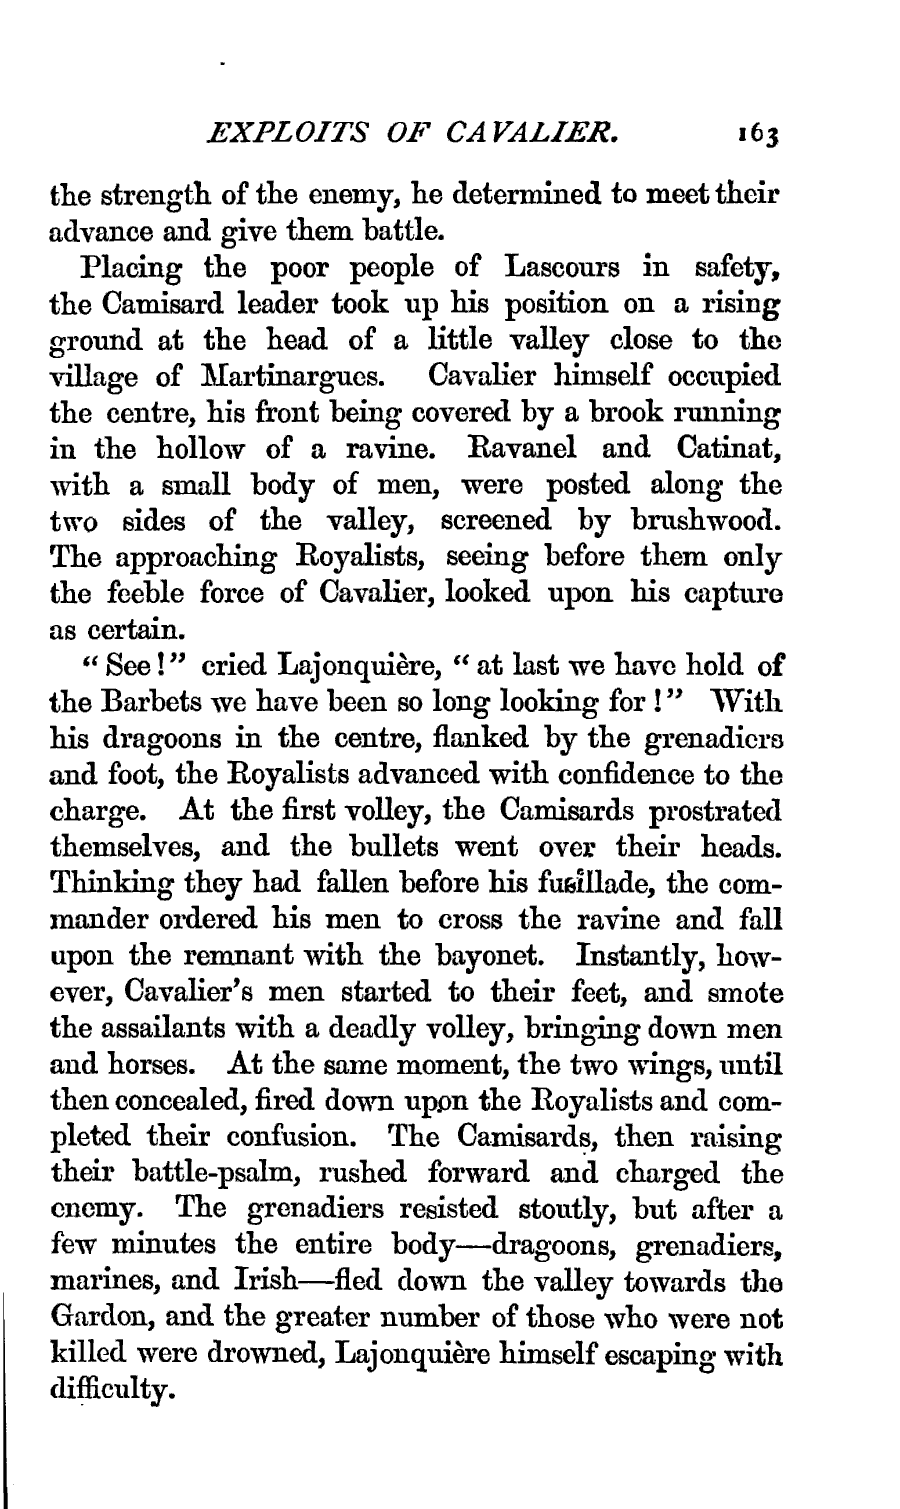 EXPLOITS OF CAVALIER. 163
the strength of the enemy, he determined to meet their
advance and give them battle.
Placing the poor people of Lascours in safety,
the Camisard leader took up his position on a rising
ground at the head of a little valley close to the
village of Martinargues. Cavalier himself occupied
the centre, his front being covered by a brook running
in the hollow of a ravine. Ravanel and Catinat,
with a small body of men, were posted along the
two sides of the valley, screened by brushwood.
The approaching Royalists, seeing before them only
the feeble force of Cavalier, looked upon his capture
as certain.
“ See !” cried Lajonquière, “ at last we have hold of
the Barbets we have been so long looking for !” With
his dragoons in the centre, flanked by the grenadiers
and foot, the Royalists advanced with confidence to the
charge. At the first volley, the Camisards prostrated
themselves, and the bullets went over their heads.
Thinking they had fallen before his fusillade, the com-
mander ordered his men to cross the ravine and fall
upon the remnant with the bayonet. Instantly, how-
ever, Cavalier’s men started to their feet, and smote
the assailants with a deadly volley, bringing down men
and horses. At the same moment, the two wings, until
then concealed, fired down upon the Royalists and com-
pleted their confusion. The Camisards, then raising
their battle-psalm, rushed forward and charged the
enemy. The grenadiers resisted stoutly, but after a
few minutes the entire body—dragoons, grenadiers,
marines, and Irish—fled down the valley towards the
Gardon, and the greater number of those who were not
killed were drowned, Lajonquière himself escaping with
difficulty.